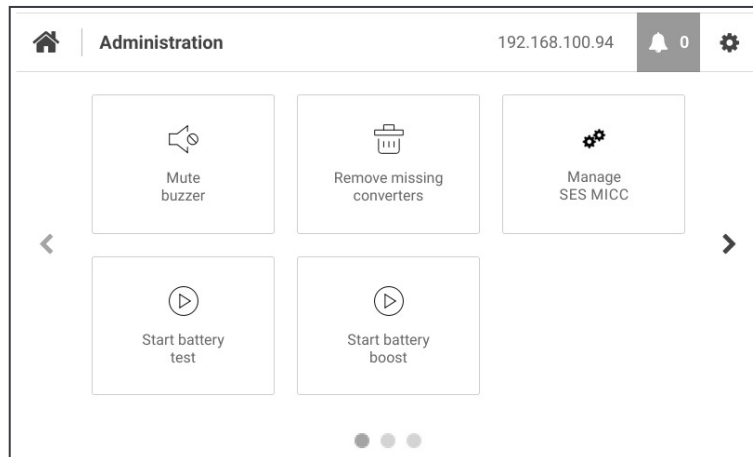 Administration
192.168.100.94
0
Mute
buzzer
Remove missing
converters
Manage
SES MICC
Start battery
test
Start battery
boost